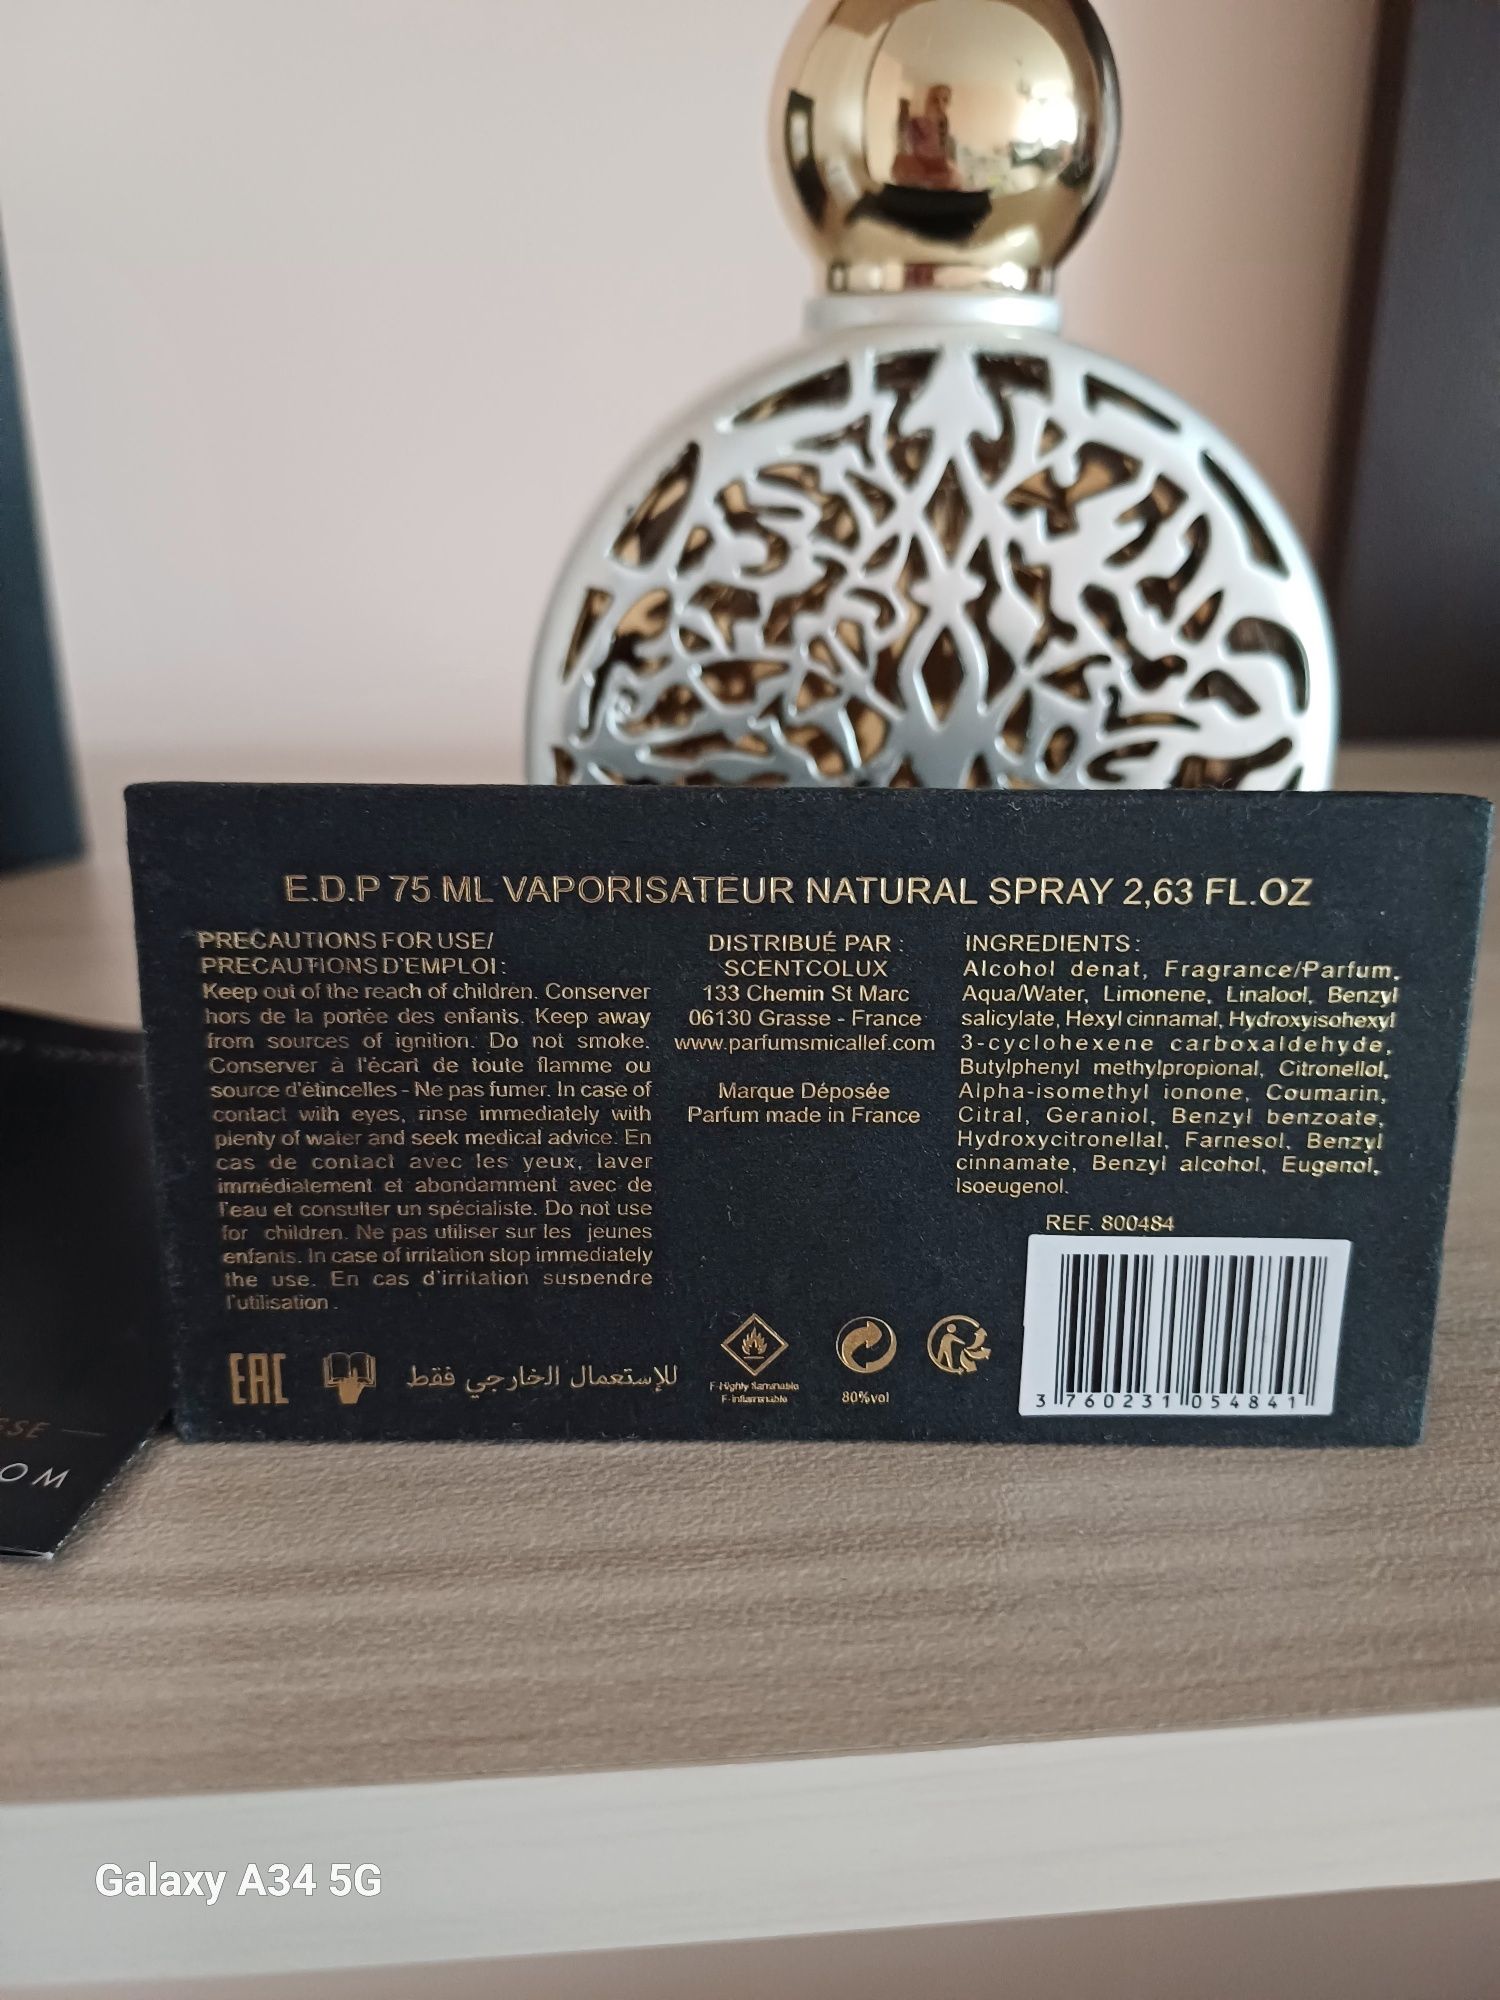 E.D.P 75 ML VAPORISATEUR NATURAL SPRAY 2,63 FL.OZ
PRECAUTIONS FOR USE/
PRECAUTIONS D'EMPLOI :
Keep out of the reach of children. Conserver
hors de la portée des enfants. Keep away
from sources of ignition. Do not smoke.
Conserver à l'écart de toute flamme ou
source d'étincelles - Ne pas fumer. In case of
contact with eyes, rinse immediately with
plenty of water and seek medical advice. En
cas de contact avec les yeux, laver
immédiatement et abondamment avec de
l'eau et consulter un spécialiste. Do not use
for children. Ne pas utiliser sur les jeunes
enfants. In case of irritation stop immediately
the use. En cas d'irritation suspendre
l'utilisation .
DISTRIBUÉ PAR :
SCENTCOLUX
133 Chemin St Marc
06130 Grasse - France
www.parfumsmicallef.com
Marque Déposée
Parfum made in France
INGREDIENTS :
Alcohol denat, Fragrance/Parfum,
Aqua/Water, Limonene, Linalool, Benzyl
salicylate, Hexyl cinnamal, Hydroxyisohexyl
3-cyclohexene carboxaldehyde,
Butylphenyl methylpropional, Citronellol,
Alpha-isomethyl ionone, Coumarin,
Citral, Geraniol, Benzyl benzoate,
Hydroxycitronellal, Farnesol, Benzyl
cinnamate, Benzyl alcohol, Eugenol,
Isoeugenol.
REF. 800484
EAC
للإستعمال الخارجي فقط
F-Highly flammable
F-inflammable
80%vol
3 760231 054841
SSE —
OM
Galaxy A34 5G